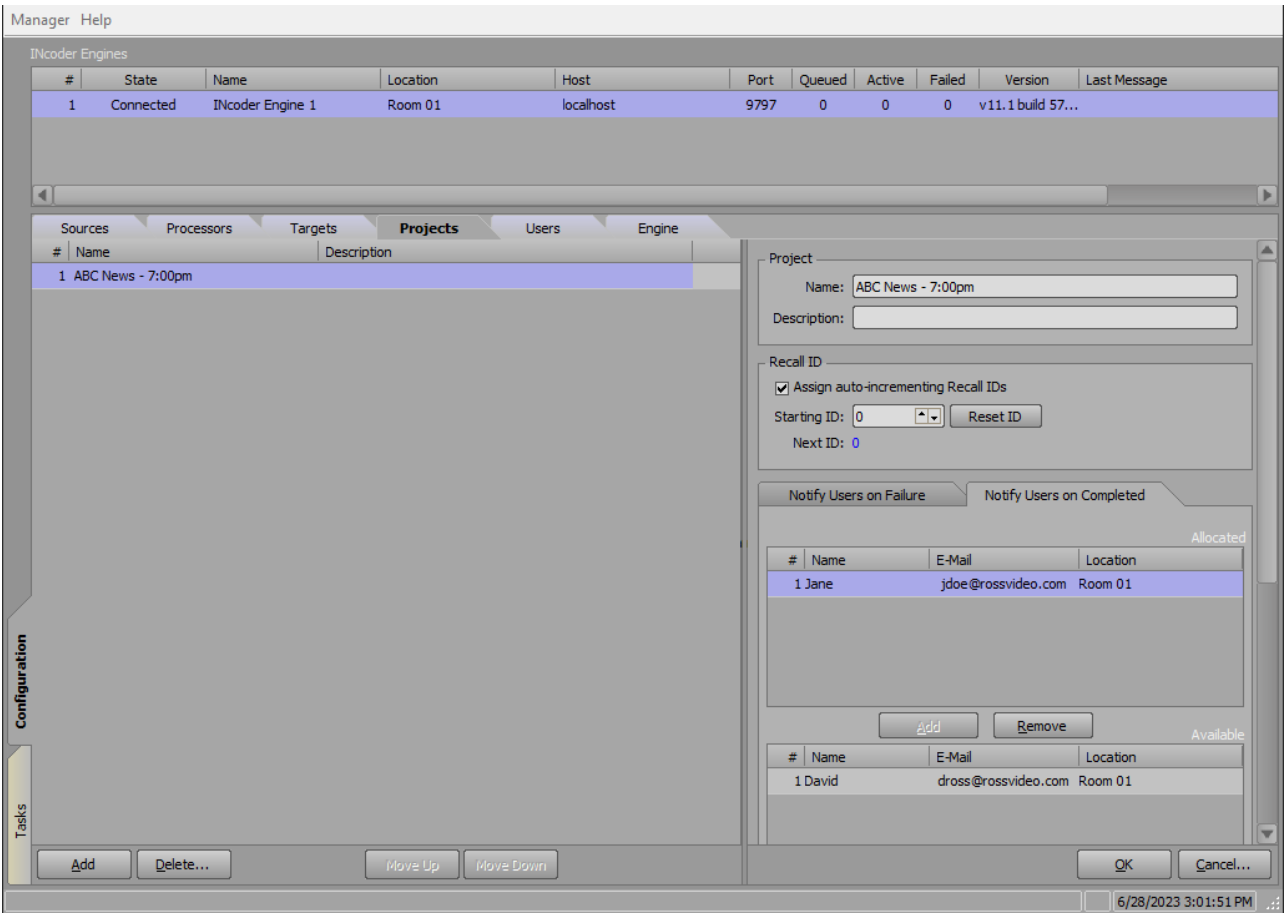 Manager Help
INcoder Engines
# State Name Location Host Port Queued Active Failed Version Last Message
1 Connected INcoder Engine 1 Room 01 localhost 9797 0 0 0 v11.1 build 57...
Sources Processors Targets Projects Users Engine
# Name Description
1 ABC News - 7:00pm
Project
Name: ABC News - 7:00pm
Description:
Recall ID
Assign auto-incrementing Recall IDs
Starting ID: 0 Reset ID
Next ID: 0
Notify Users on Failure Notify Users on Completed
Allocated
# Name E-Mail Location
1 Jane jdoe@rossvideo.com Room 01
Add Remove
Available
# Name E-Mail Location
1 David dross@rossvideo.com Room 01
Configuration
Tasks
Add Delete... Move Up Move Down
OK Cancel...
6/28/2023 3:01:51 PM